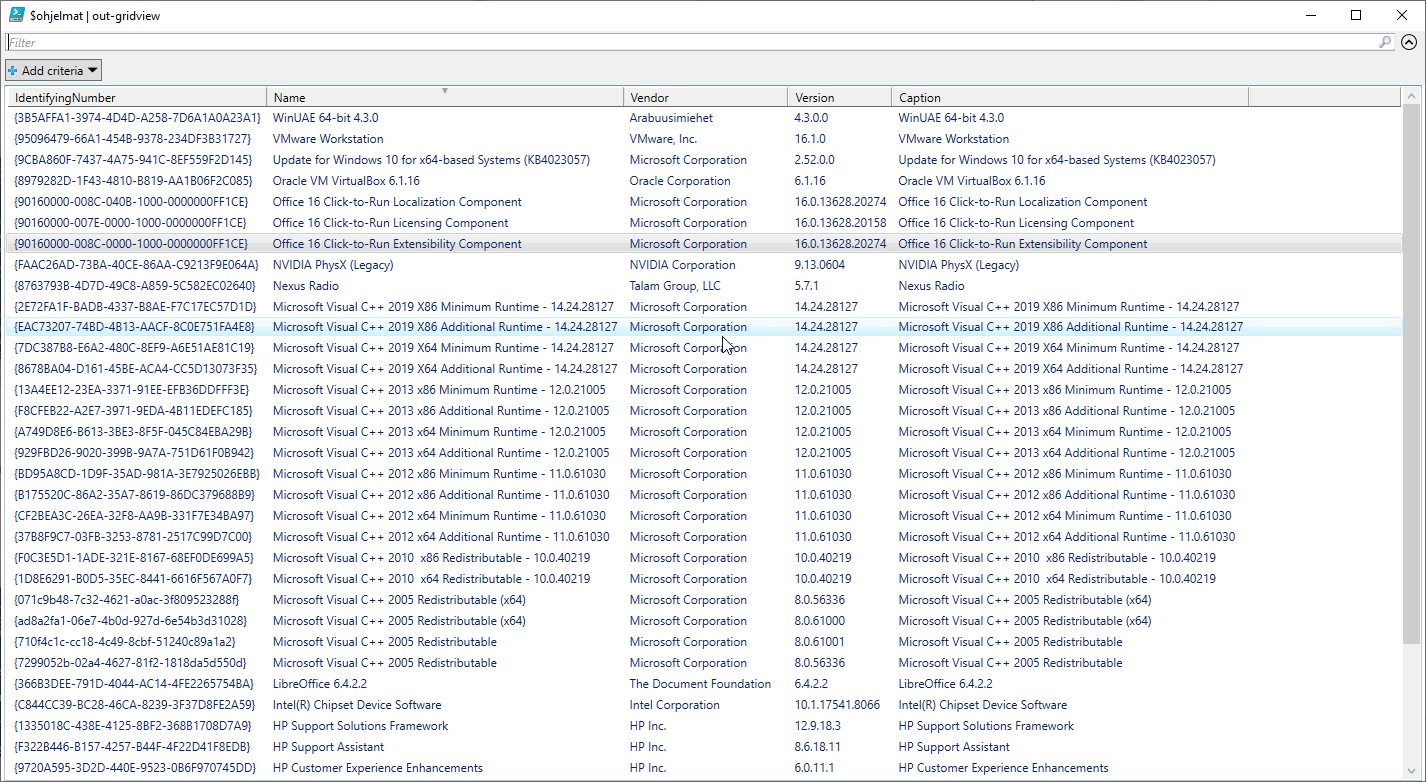 $ohjelmat | out-gridview
Filter
Add criteria
IdentifyingNumber Name Vendor Version Caption
{3B5AFFA1-3974-4D4D-A258-7D6A1A0A23A1} WinUAE 64-bit 4.3.0 Arabuusimiehet 4.3.0.0 WinUAE 64-bit 4.3.0
{95096479-66A1-454B-9378-234DF3B31727} VMware Workstation VMware, Inc. 16.1.0 VMware Workstation
{9CBA860F-7437-4A75-941C-8EF559F2D145} Update for Windows 10 for x64-based Systems (KB4023057) Microsoft Corporation 2.52.0.0 Update for Windows 10 for x64-based Systems (KB4023057)
{8979282D-1F43-4810-B819-AA1B06F2C085} Oracle VM VirtualBox 6.1.16 Oracle Corporation 6.1.16 Oracle VM VirtualBox 6.1.16
{90160000-008C-040B-1000-0000000FF1CE} Office 16 Click-to-Run Localization Component Microsoft Corporation 16.0.13628.20274 Office 16 Click-to-Run Localization Component
{90160000-007E-0000-1000-0000000FF1CE} Office 16 Click-to-Run Licensing Component Microsoft Corporation 16.0.13628.20158 Office 16 Click-to-Run Licensing Component
{90160000-008C-0000-1000-0000000FF1CE} Office 16 Click-to-Run Extensibility Component Microsoft Corporation 16.0.13628.20274 Office 16 Click-to-Run Extensibility Component
{FAAC26AD-73BA-40CE-86AA-C9213F9E064A} NVIDIA PhysX (Legacy) NVIDIA Corporation 9.13.0604 NVIDIA PhysX (Legacy)
{8763793B-4D7D-49C8-A859-5C582EC02640} Nexus Radio Talam Group, LLC 5.7.1 Nexus Radio
{2E72FA1F-BADB-4337-B8AE-F7C17EC57D1D} Microsoft Visual C++ 2019 X86 Minimum Runtime - 14.24.28127 Microsoft Corporation 14.24.28127 Microsoft Visual C++ 2019 X86 Minimum Runtime - 14.24.28127
{EAC73207-74BD-4B13-AACF-8C0E751FA4E8} Microsoft Visual C++ 2019 X86 Additional Runtime - 14.24.28127 Microsoft Corporation 14.24.28127 Microsoft Visual C++ 2019 X86 Additional Runtime - 14.24.28127
{7DC387B8-E6A2-480C-8EF9-A6E51AE81C19} Microsoft Visual C++ 2019 X64 Minimum Runtime - 14.24.28127 Microsoft Corporation 14.24.28127 Microsoft Visual C++ 2019 X64 Minimum Runtime - 14.24.28127
{8678BA04-D161-45BE-ACA4-CC5D13073F35} Microsoft Visual C++ 2019 X64 Additional Runtime - 14.24.28127 Microsoft Corporation 14.24.28127 Microsoft Visual C++ 2019 X64 Additional Runtime - 14.24.28127
{13A4EE12-23EA-3371-91EE-EFB36DDFFF3E} Microsoft Visual C++ 2013 x86 Minimum Runtime - 12.0.21005 Microsoft Corporation 12.0.21005 Microsoft Visual C++ 2013 x86 Minimum Runtime - 12.0.21005
{F8CFEB22-A2E7-3971-9EDA-4B11EDEFC185} Microsoft Visual C++ 2013 x86 Additional Runtime - 12.0.21005 Microsoft Corporation 12.0.21005 Microsoft Visual C++ 2013 x86 Additional Runtime - 12.0.21005
{A749D8E6-B613-3BE3-8F5F-045C84EBA29B} Microsoft Visual C++ 2013 x64 Minimum Runtime - 12.0.21005 Microsoft Corporation 12.0.21005 Microsoft Visual C++ 2013 x64 Minimum Runtime - 12.0.21005
{929FBD26-9020-399B-9A7A-751D61F0B942} Microsoft Visual C++ 2013 x64 Additional Runtime - 12.0.21005 Microsoft Corporation 12.0.21005 Microsoft Visual C++ 2013 x64 Additional Runtime - 12.0.21005
{BD95A8CD-1D9F-35AD-981A-3E7925026EBB} Microsoft Visual C++ 2012 x86 Minimum Runtime - 11.0.61030 Microsoft Corporation 11.0.61030 Microsoft Visual C++ 2012 x86 Minimum Runtime - 11.0.61030
{B175520C-86A2-35A7-8619-86DC379688B9} Microsoft Visual C++ 2012 x86 Additional Runtime - 11.0.61030 Microsoft Corporation 11.0.61030 Microsoft Visual C++ 2012 x86 Additional Runtime - 11.0.61030
{CF2BEA3C-26EA-32F8-AA9B-331F7E34BA97} Microsoft Visual C++ 2012 x64 Minimum Runtime - 11.0.61030 Microsoft Corporation 11.0.61030 Microsoft Visual C++ 2012 x64 Minimum Runtime - 11.0.61030
{37B8F9C7-03FB-3253-8781-2517C99D7C00} Microsoft Visual C++ 2012 x64 Additional Runtime - 11.0.61030 Microsoft Corporation 11.0.61030 Microsoft Visual C++ 2012 x64 Additional Runtime - 11.0.61030
{F0C3E5D1-1ADE-321E-8167-68EF0DE699A5} Microsoft Visual C++ 2010  x86 Redistributable - 10.0.40219 Microsoft Corporation 10.0.40219 Microsoft Visual C++ 2010  x86 Redistributable - 10.0.40219
{1D8E6291-B0D5-35EC-8441-6616F567A0F7} Microsoft Visual C++ 2010  x64 Redistributable - 10.0.40219 Microsoft Corporation 10.0.40219 Microsoft Visual C++ 2010  x64 Redistributable - 10.0.40219
{071c9b48-7c32-4621-a0ac-3f809523288f} Microsoft Visual C++ 2005 Redistributable (x64) Microsoft Corporation 8.0.56336 Microsoft Visual C++ 2005 Redistributable (x64)
{ad8a2fa1-06e7-4b0d-927d-6e54b3d31028} Microsoft Visual C++ 2005 Redistributable (x64) Microsoft Corporation 8.0.61000 Microsoft Visual C++ 2005 Redistributable (x64)
{710f4c1c-cc18-4c49-8cbf-51240c89a1a2} Microsoft Visual C++ 2005 Redistributable Microsoft Corporation 8.0.61001 Microsoft Visual C++ 2005 Redistributable
{7299052b-02a4-4627-81f2-1818da5d550d} Microsoft Visual C++ 2005 Redistributable Microsoft Corporation 8.0.56336 Microsoft Visual C++ 2005 Redistributable
{366B3DEE-791D-4044-AC14-4FE2265754BA} LibreOffice 6.4.2.2 The Document Foundation 6.4.2.2 LibreOffice 6.4.2.2
{C844CC39-BC28-46CA-8239-3F37D8FE2A59} Intel(R) Chipset Device Software Intel Corporation 10.1.17541.8066 Intel(R) Chipset Device Software
{1335018C-438E-4125-8BF2-368B1708D7A9} HP Support Solutions Framework HP Inc. 12.9.18.3 HP Support Solutions Framework
{F322B446-B157-4257-B44F-4F22D41F8EDB} HP Support Assistant HP Inc. 8.6.18.11 HP Support Assistant
{9720A595-3D2D-440E-9523-0B6F970745DD} HP Customer Experience Enhancements HP Inc. 6.0.11.1 HP Customer Experience Enhancements